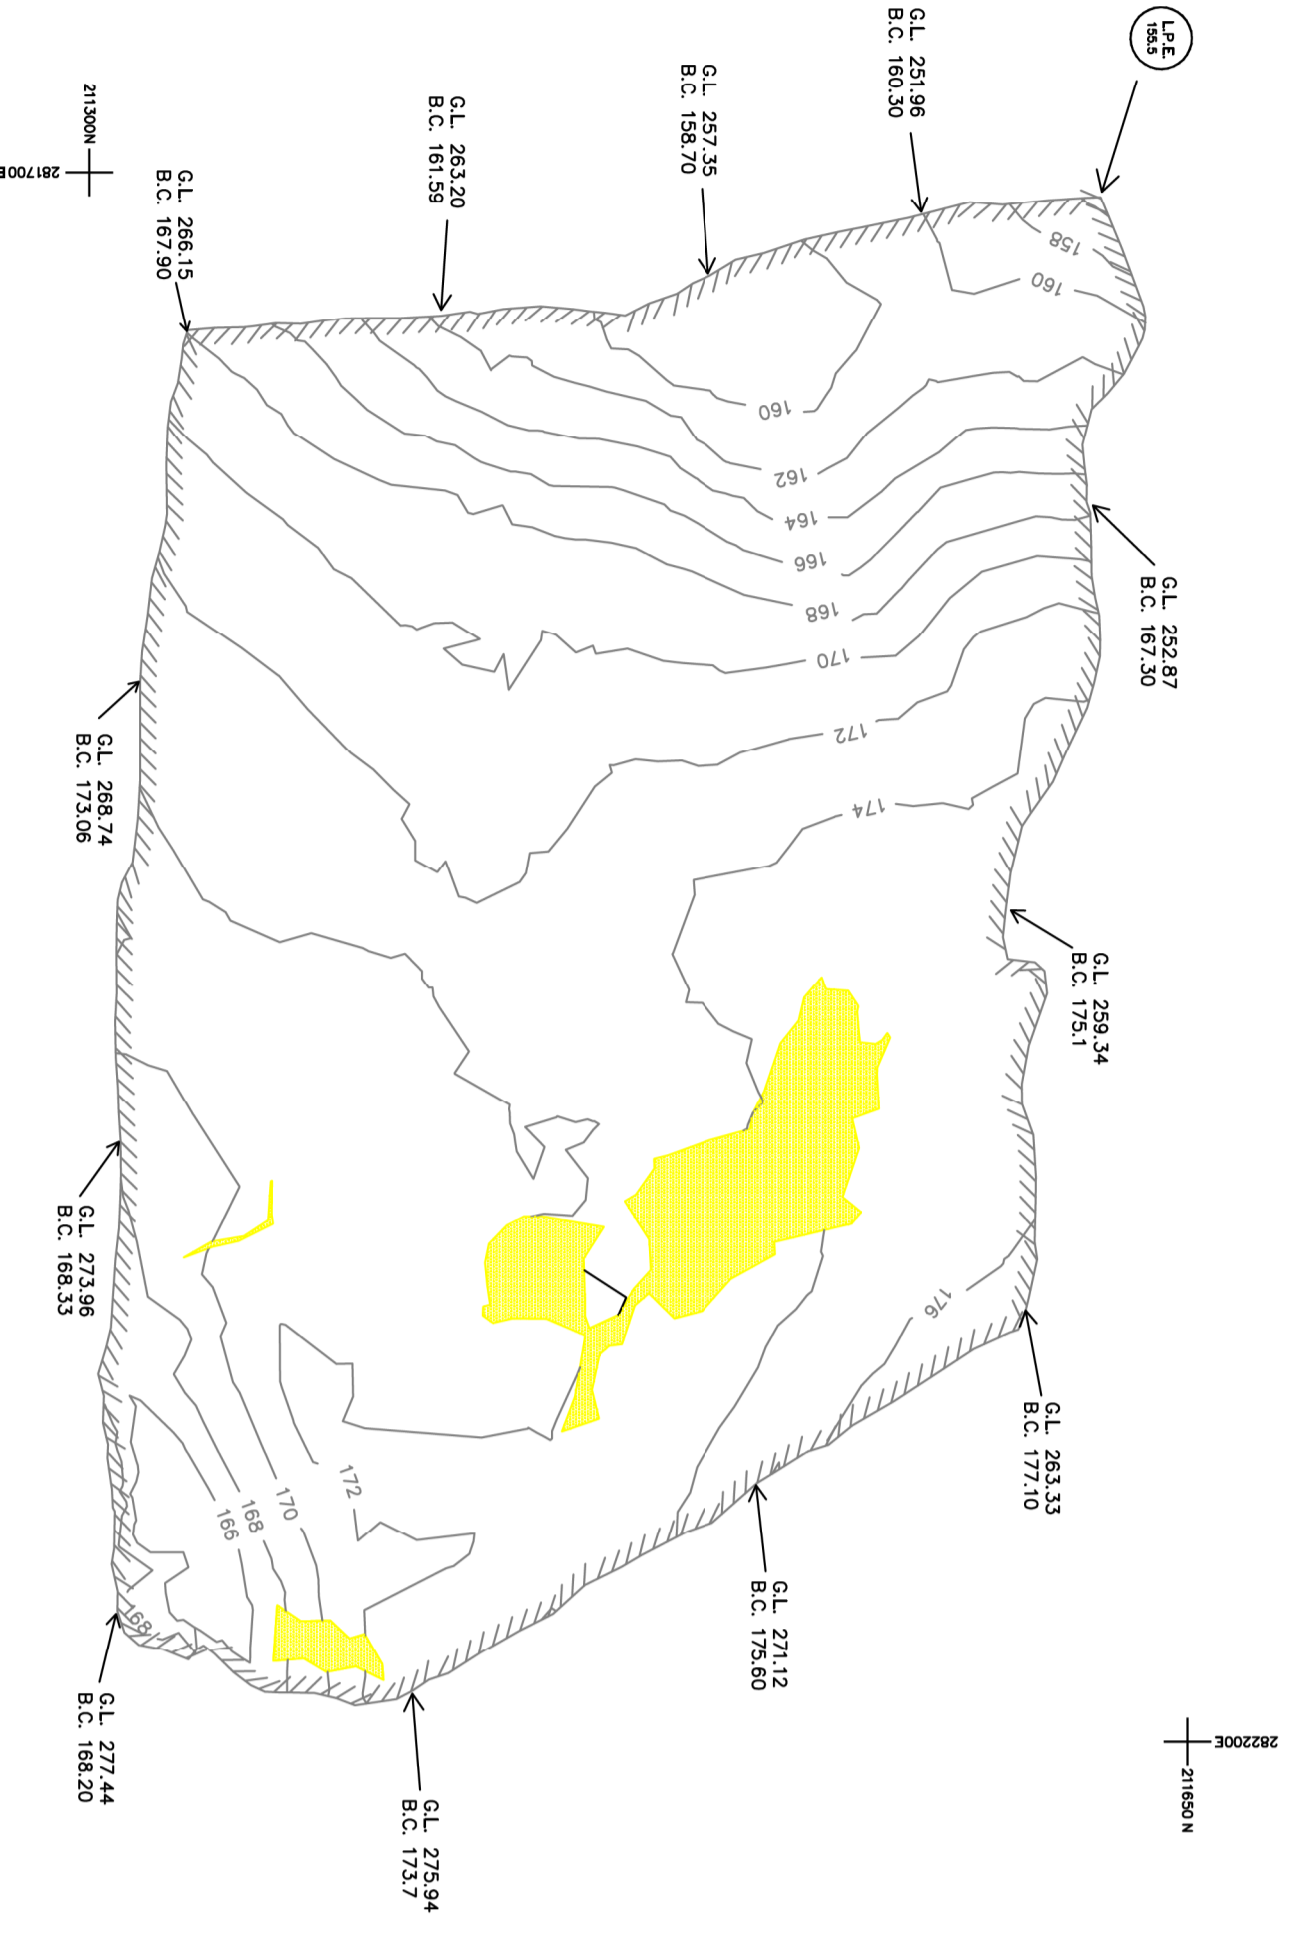 L.P.E.
155.5
G.L. 251.96
B.C. 160.30
G.L. 257.35
B.C. 158.70
G.L. 263.20
B.C. 161.59
G.L. 266.15
B.C. 167.90
211300N
281700E
G.L. 252.87
B.C. 167.30
G.L. 268.74
B.C. 173.06
G.L. 259.34
B.C. 175.1
G.L. 273.96
B.C. 168.33
G.L. 263.33
B.C. 177.10
G.L. 271.12
B.C. 175.60
G.L. 277.44
B.C. 168.20
G.L. 275.94
B.C. 173.7
282200E
211650N
158
160
160
162
164
166
168
170
172
174
176
172
170
168
166
168